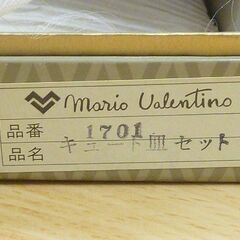 mario valentino
品番 1701
品名 キュート皿セット